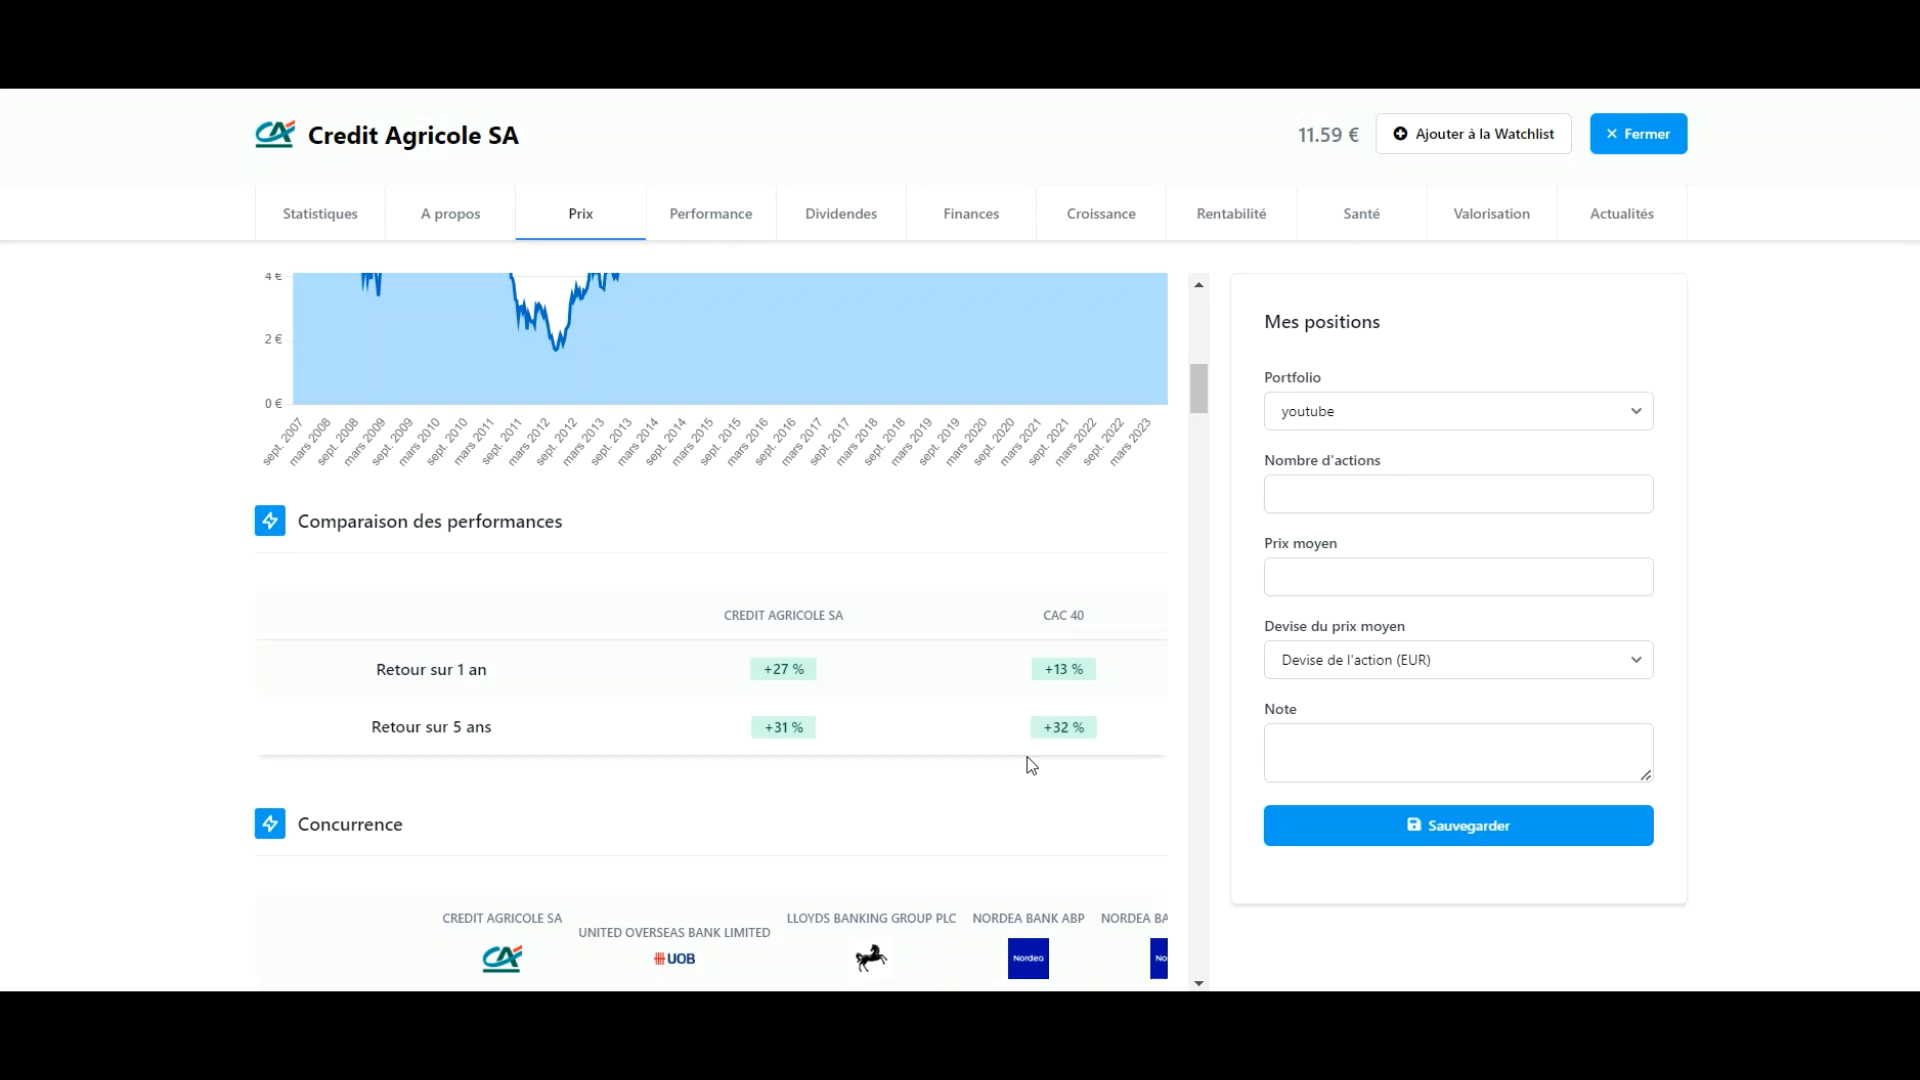 Credit Agricole SA
11.59 €
Ajouter à la Watchlist
Fermer
Statistiques
A propos
Prix
Performance
Dividendes
Finances
Croissance
Rentabilité
Santé
Valorisation
Actualités
4 €
2 €
0 €
sept. 2007
mars 2008
sept. 2008
mars 2009
sept. 2009
mars 2010
sept. 2010
mars 2011
sept. 2011
mars 2012
sept. 2012
mars 2013
sept. 2013
mars 2014
sept. 2014
mars 2015
sept. 2015
mars 2016
sept. 2016
mars 2017
sept. 2017
mars 2018
sept. 2018
mars 2019
sept. 2019
mars 2020
sept. 2020
mars 2021
sept. 2021
mars 2022
sept. 2022
mars 2023
Comparaison des performances
CREDIT AGRICOLE SA
CAC 40
Retour sur 1 an
+27 %
+13 %
Retour sur 5 ans
+31 %
+32 %
Concurrence
CREDIT AGRICOLE SA
UNITED OVERSEAS BANK LIMITED
LLOYDS BANKING GROUP PLC
NORDEA BANK ABP
NORDEA BA
UOB
Nordea
No
Mes positions
Portfolio
youtube
Nombre d'actions
Prix moyen
Devise du prix moyen
Devise de l'action (EUR)
Note
Sauvegarder